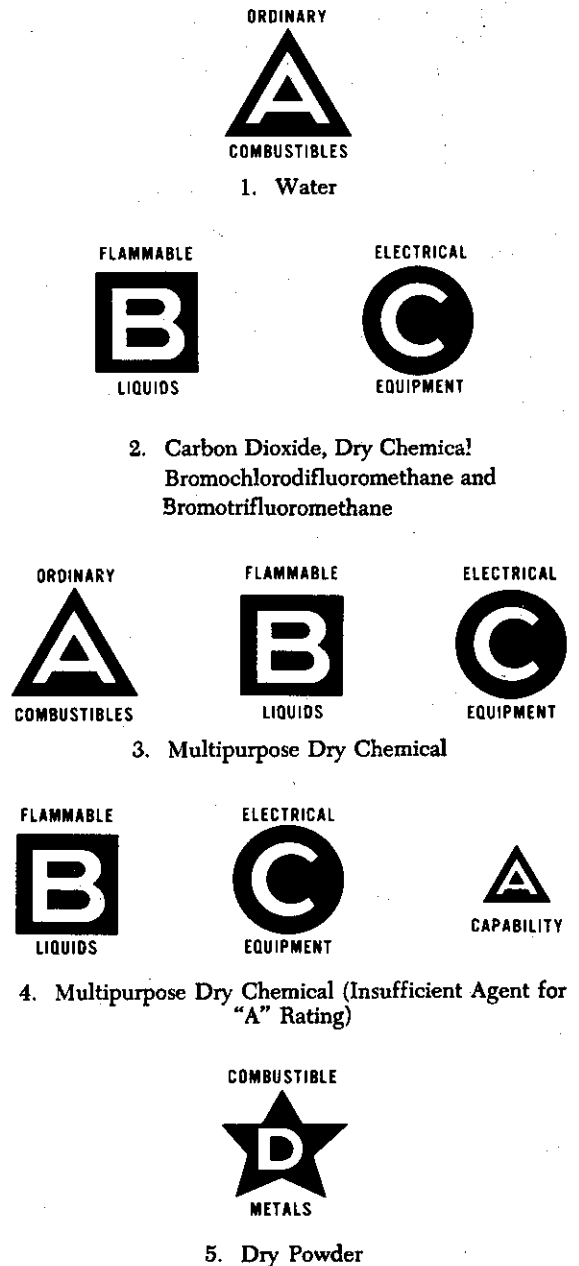 ORDINARY
A
COMBUSTIBLES
1. Water
FLAMMABLE ELECTRICAL
B C
LIQUIDS EQUIPMENT
2. Carbon Dioxide, Dry Chemical
Bromochlorodifluoromethane and
Bromotrifluoromethane
ORDINARY FLAMMABLE ELECTRICAL
A B C
COMBUSTIBLES LIQUIDS EQUIPMENT
3. Multipurpose Dry Chemical
FLAMMABLE ELECTRICAL
B C A
LIQUIDS EQUIPMENT CAPABILITY
4. Multipurpose Dry Chemical (Insufficient Agent for
"A" Rating)
COMBUSTIBLE
D
METALS
5. Dry Powder